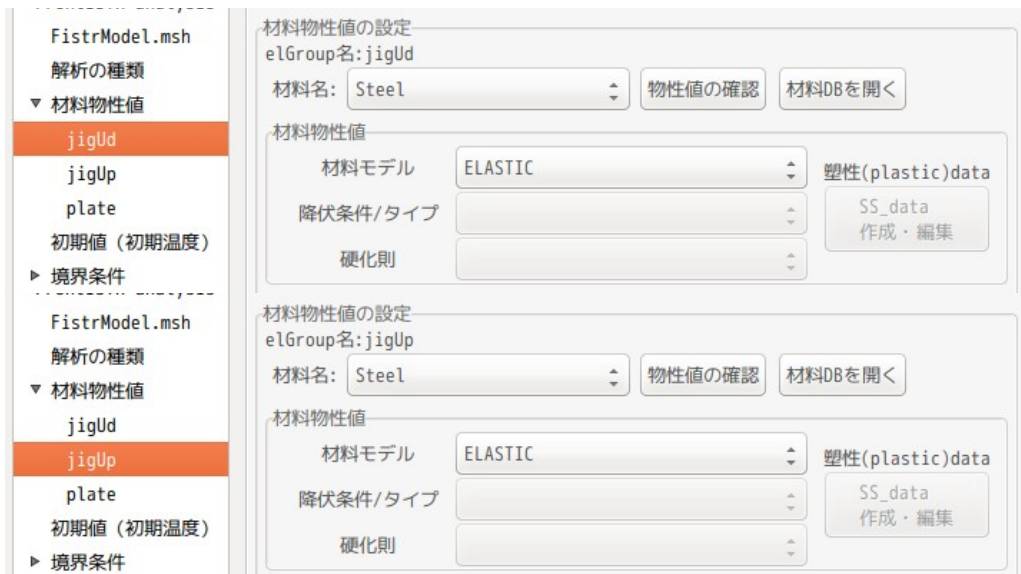 FistrModel.msh
解析の種類
材料物性値
jigUd
jigUp
plate
初期値（初期温度）
境界条件
材料物性値の設定
elGroup名:jigUd
材料名: Steel 物性値の確認 材料DBを開く
材料物性値
材料モデル ELASTIC 塑性(plastic)data
降伏条件/タイプ SS_data
作成・編集
硬化則
FistrModel.msh
解析の種類
材料物性値
jigUd
jigUp
plate
初期値（初期温度）
境界条件
材料物性値の設定
elGroup名:jigUp
材料名: Steel 物性値の確認 材料DBを開く
材料物性値
材料モデル ELASTIC 塑性(plastic)data
降伏条件/タイプ SS_data
作成・編集
硬化則